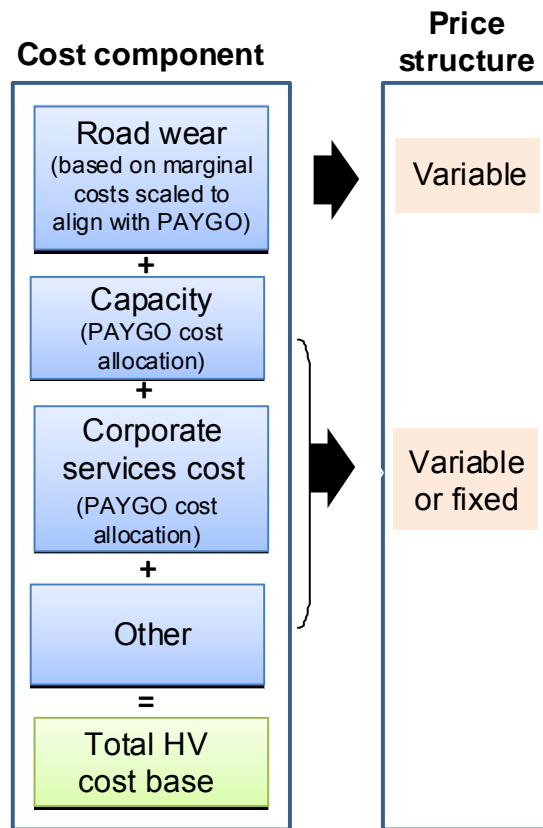 Cost component
Road wear
(based on marginal
costs scaled to
align with PAYGO)
+
Capacity
(PAYGO cost
allocation)
+
Corporate
services cost
(PAYGO cost
allocation)
+
Other
=
Total HV
cost base
Price
structure
Variable
Variable
or fixed